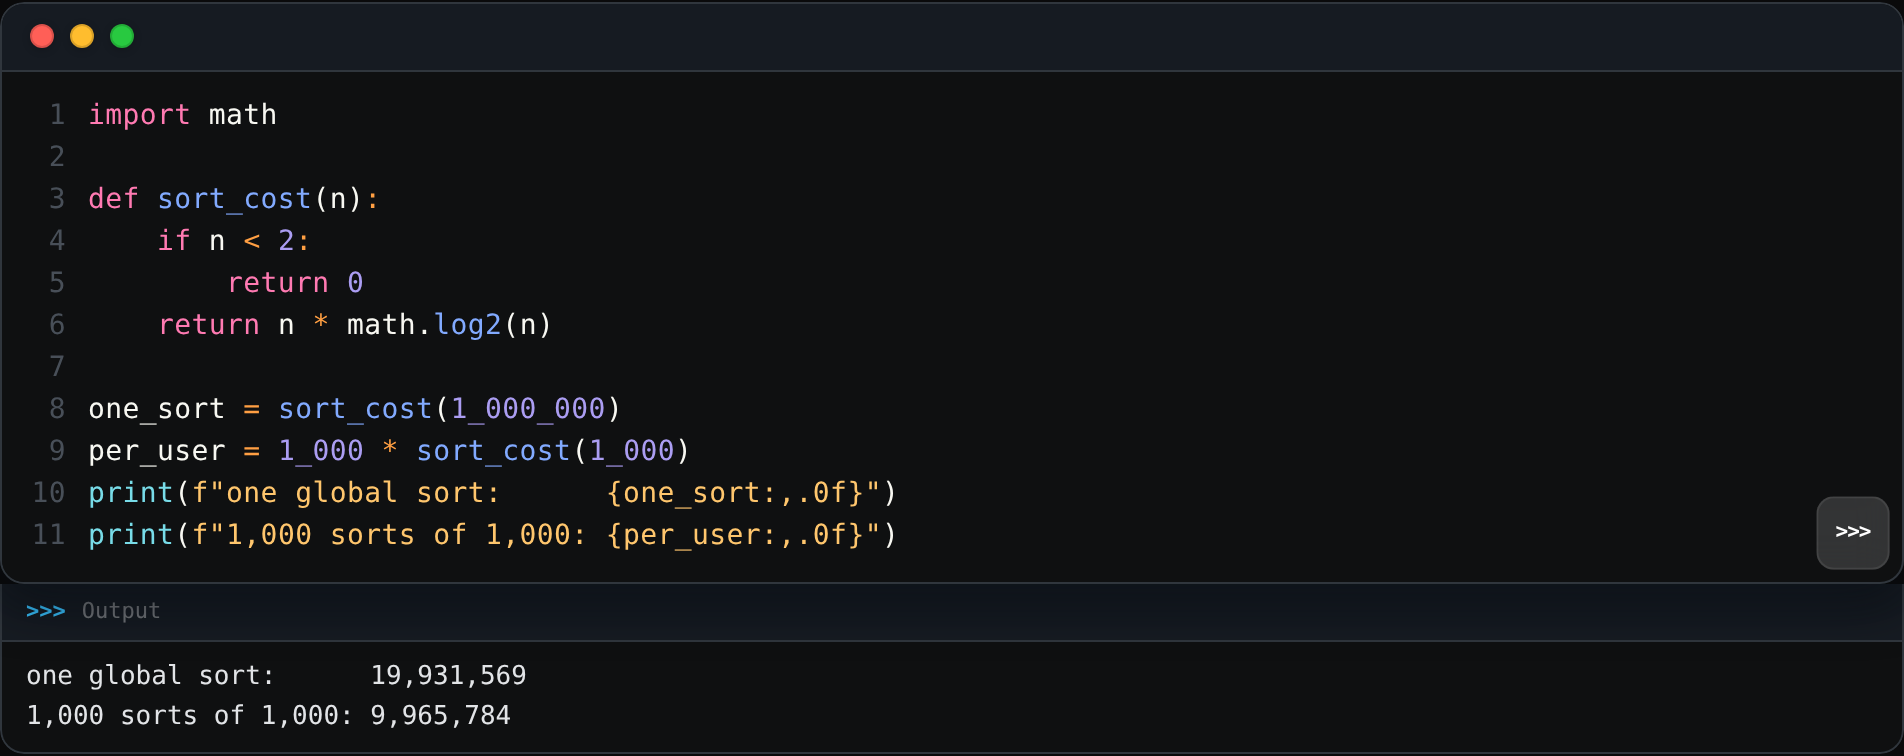 1 import math
2
3 def sort_cost(n):
4     if n < 2:
5         return 0
6     return n * math.log2(n)
7
8 one_sort = sort_cost(1_000_000)
9 per_user = 1_000 * sort_cost(1_000)
10 print(f"one global sort:      {one_sort:,.0f}")
11 print(f"1,000 sorts of 1,000: {per_user:,.0f}")
>>>
>>> Output
one global sort:      19,931,569
1,000 sorts of 1,000: 9,965,784